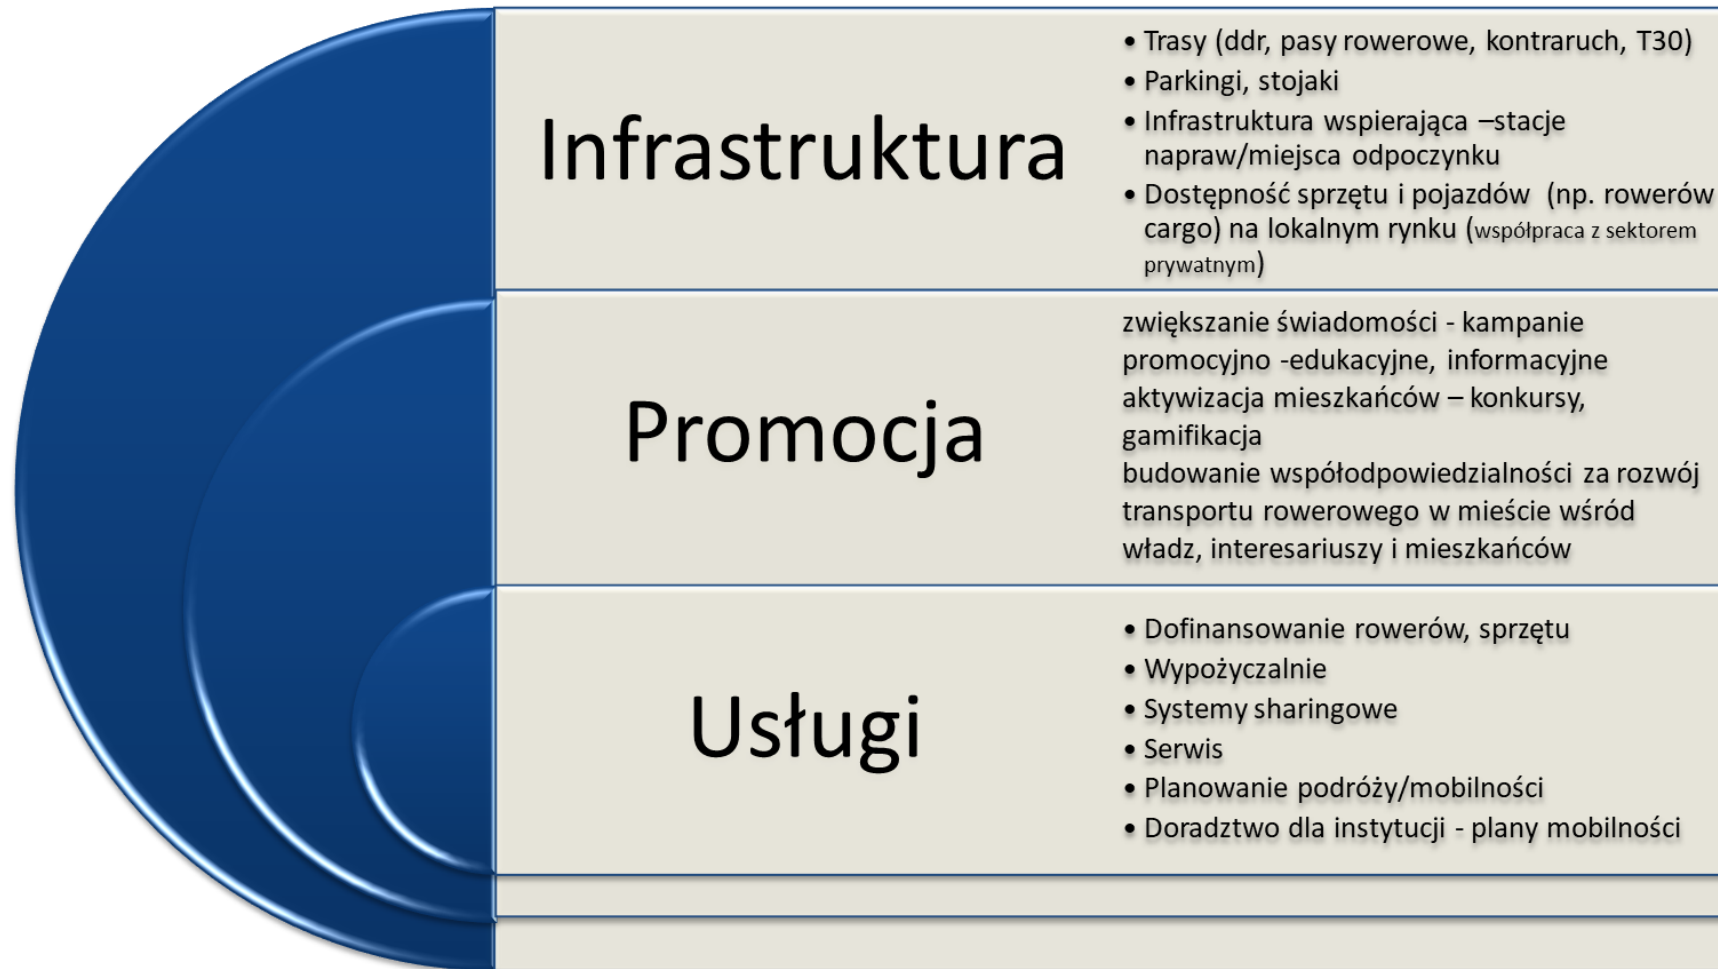 Infrastruktura
• Trasy (ddr, pasy rowerowe, kontraruch, T30)
• Parkingi, stojaki
• Infrastruktura wspierająca –stacje
napraw/miejsca odpoczynku
• Dostępność sprzętu i pojazdów (np. rowerów
cargo) na lokalnym rynku (współpraca z sektorem
prywatnym)
Promocja
zwiększanie świadomości - kampanie
promocyjno -edukacyjne, informacyjne
aktywizacja mieszkańców – konkursy,
gamifikacja
budowanie współodpowiedzialności za rozwój
transportu rowerowego w mieście wśród
władz, interesariuszy i mieszkańców
Usługi
• Dofinansowanie rowerów, sprzętu
• Wypożyczalnie
• Systemy sharingowe
• Serwis
• Planowanie podróży/mobilności
• Doradztwo dla instytucji - plany mobilności